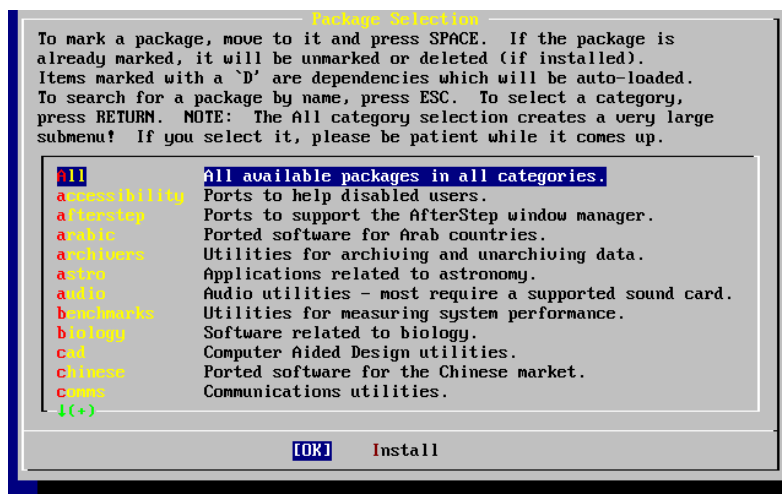 Package Selection
To mark a package, move to it and press SPACE. If the package is
already marked, it will be unmarked or deleted (if installed).
Items marked with a `D' are dependencies which will be auto-loaded.
To search for a package by name, press ESC. To select a category,
press RETURN. NOTE: The All category selection creates a very large
submenu! If you select it, please be patient while it comes up.
All All available packages in all categories.
accessibility Ports to help disabled users.
afterstep Ports to support the AfterStep window manager.
arabic Ported software for Arab countries.
archivers Utilities for archiving and unarchiving data.
astro Applications related to astronomy.
audio Audio utilities - most require a supported sound card.
benchmarks Utilities for measuring system performance.
biology Software related to biology.
cad Computer Aided Design utilities.
chinese Ported software for the Chinese market.
comms Communications utilities.
↓(+)
[OK] Install